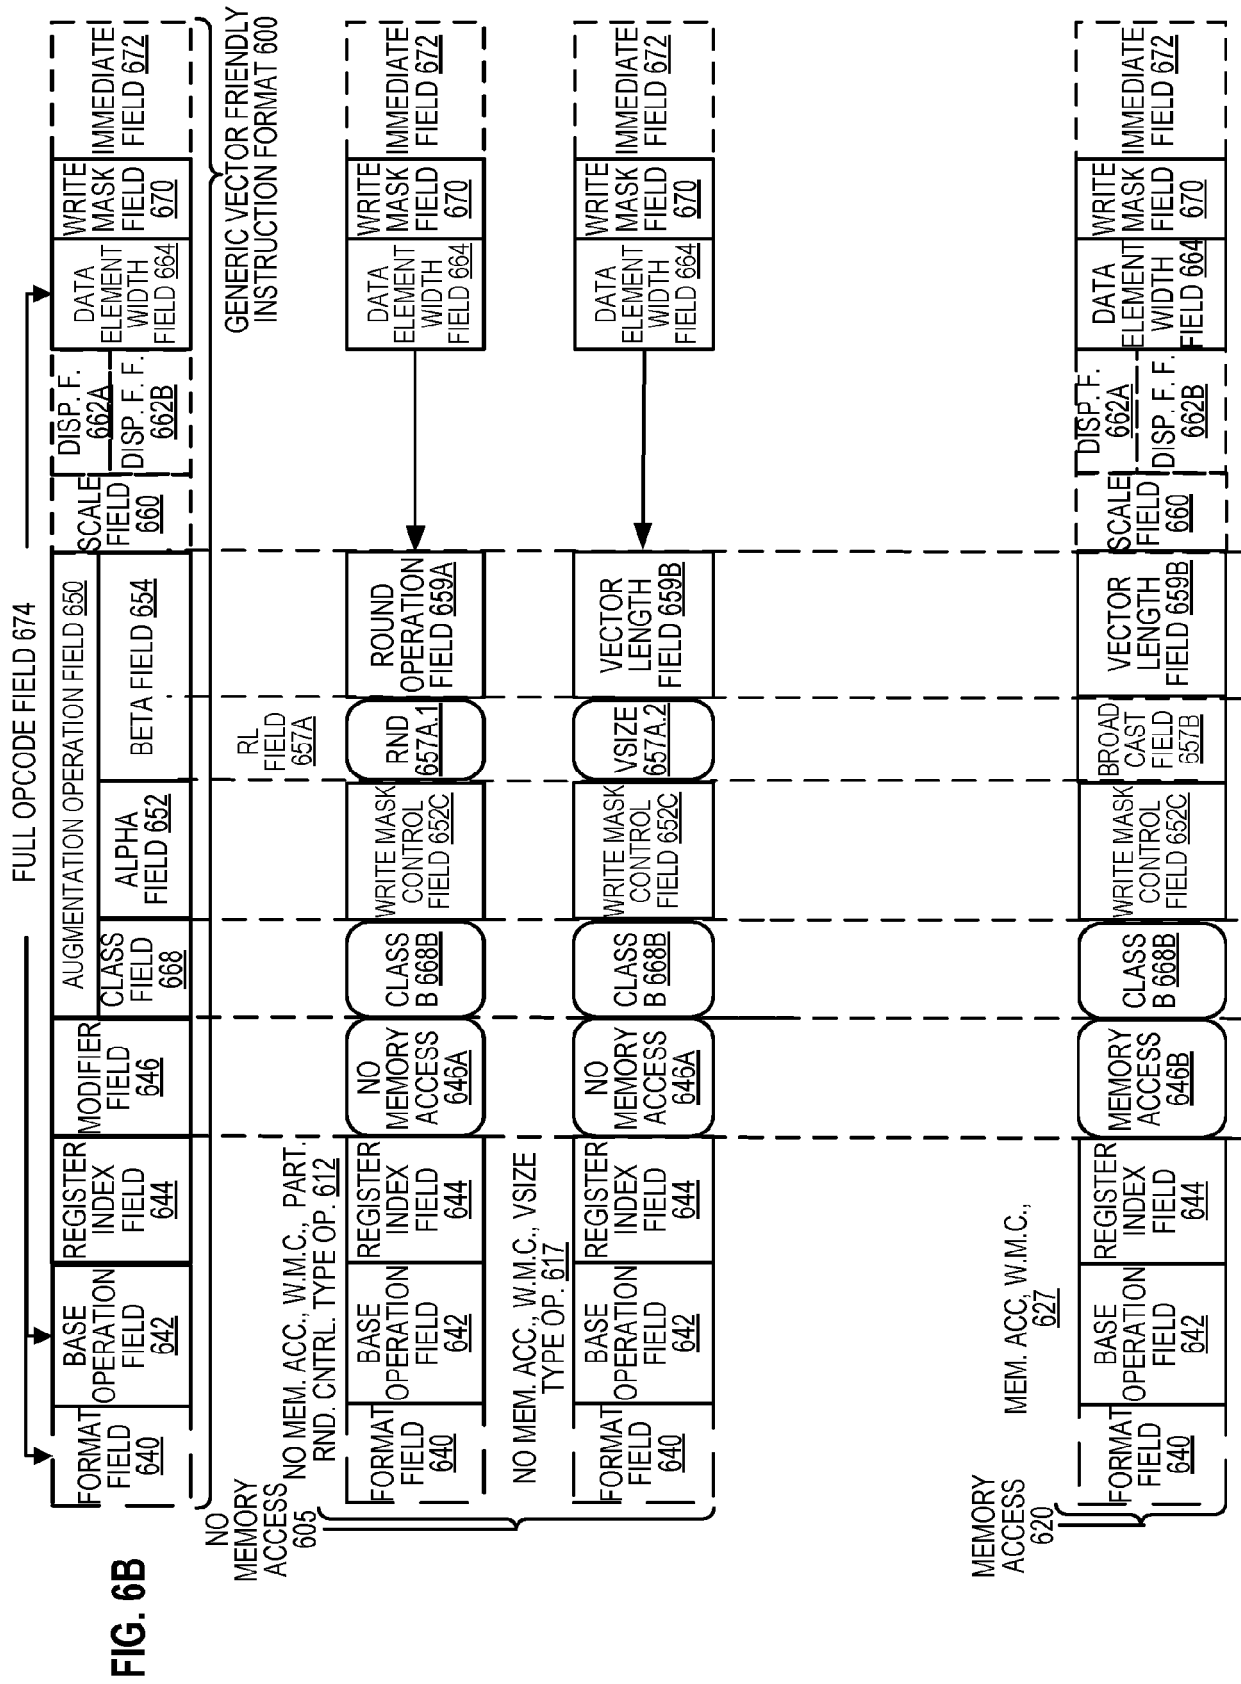 FIG. 6B
FULL OPCODE FIELD 674
FORMAT
FIELD
640
BASE
OPERATION
FIELD
642
REGISTER
INDEX
FIELD
644
MODIFIER
FIELD
646
AUGMENTATION OPERATION FIELD 650
CLASS
FIELD
668
ALPHA
FIELD 652
BETA FIELD 654
SCALE
FIELD
660
DISP. F.
662A
DISP. F. F.
662B
DATA
ELEMENT
WIDTH
FIELD 664
WRITE
MASK
FIELD
670
IMMEDIATE
FIELD 672
GENERIC VECTOR FRIENDLY
INSTRUCTION FORMAT 600
NO
MEMORY
ACCESS
605
NO MEM. ACC., W.M.C., PART.
RND. CNTRL. TYPE OP. 612
RL
FIELD
657A
FORMAT
FIELD
640
BASE
OPERATION
FIELD
642
REGISTER
INDEX
FIELD
644
NO
MEMORY
ACCESS
646A
CLASS
B 668B
WRITE MASK
CONTROL
FIELD 652C
RND
657A.1
ROUND
OPERATION
FIELD 659A
DATA
ELEMENT
WIDTH
FIELD 664
WRITE
MASK
FIELD
670
IMMEDIATE
FIELD 672
NO MEM. ACC., W.M.C., VSIZE
TYPE OP. 617
FORMAT
FIELD
640
BASE
OPERATION
FIELD
642
REGISTER
INDEX
FIELD
644
NO
MEMORY
ACCESS
646A
CLASS
B 668B
WRITE MASK
CONTROL
FIELD 652C
VSIZE
657A.2
VECTOR
LENGTH
FIELD 659B
DATA
ELEMENT
WIDTH
FIELD 664
WRITE
MASK
FIELD
670
IMMEDIATE
FIELD 672
MEMORY
ACCESS
620
MEM. ACC, W.M.C.,
627
FORMAT
FIELD
640
BASE
OPERATION
FIELD
642
REGISTER
INDEX
FIELD
644
MEMORY
ACCESS
646B
CLASS
B 668B
WRITE MASK
CONTROL
FIELD 652C
BROAD
CAST
FIELD
657B
VECTOR
LENGTH
FIELD 659B
SCALE
FIELD
660
DISP. F.
662A
DISP. F. F.
662B
DATA
ELEMENT
WIDTH
FIELD 664
WRITE
MASK
FIELD
670
IMMEDIATE
FIELD 672